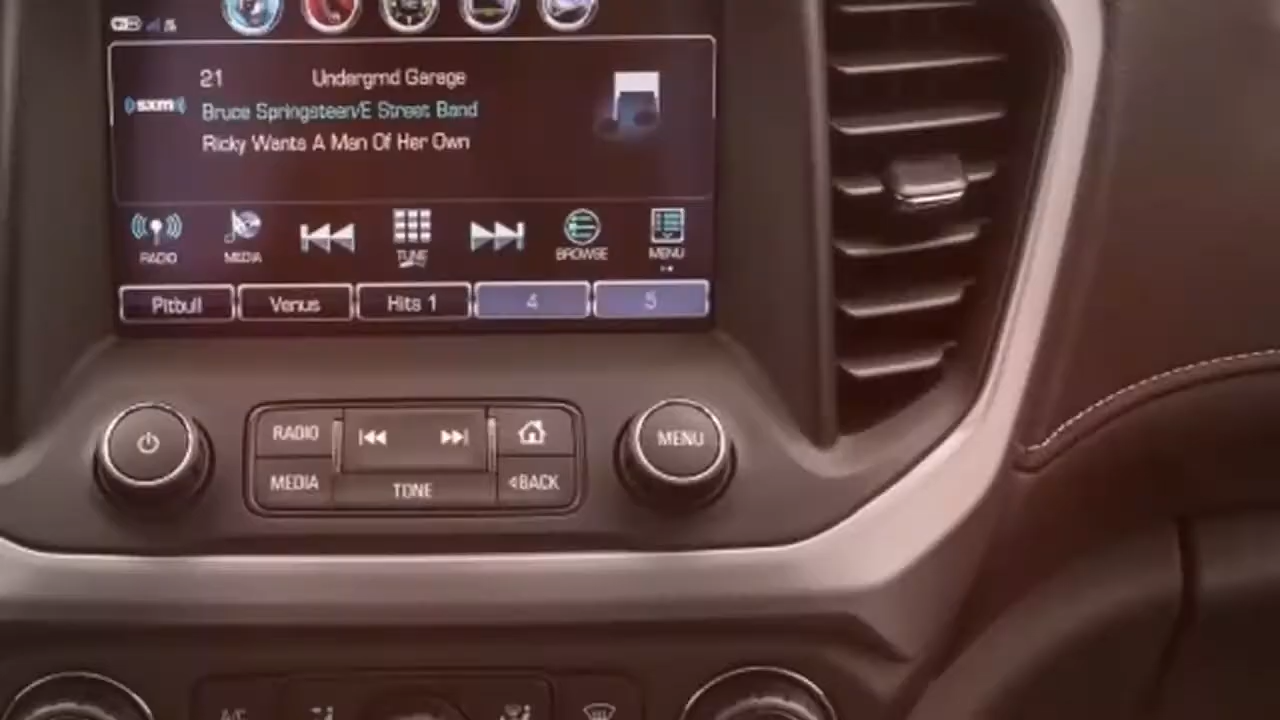 21 Undergrnd Garage
((sxm))
Bruce Springsteen/E Street Band
Ricky Wants A Man Of Her Own
RADIO MEDIA TUNE BROWSE MENU
Pitbull Venus Hits 1 4 5
RADIO MENU
MEDIA TONE <BACK
A/C